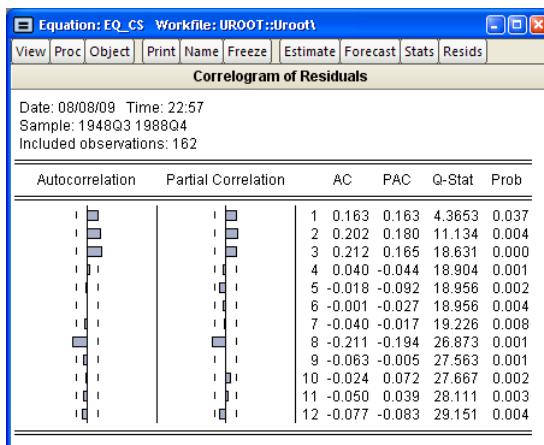 Equation: EQ_CS Workfile: UROOT::Uroot\
View Proc Object Print Name Freeze Estimate Forecast Stats Resids
Correlogram of Residuals
Date: 08/08/09 Time: 22:57
Sample: 1948Q3 1988Q4
Included observations: 162
Autocorrelation Partial Correlation AC PAC Q-Stat Prob
1 0.163 0.163 4.3653 0.037
2 0.202 0.180 11.134 0.004
3 0.212 0.165 18.631 0.000
4 0.040 -0.044 18.904 0.001
5 -0.018 -0.092 18.956 0.002
6 -0.001 -0.027 18.956 0.004
7 -0.040 -0.017 19.226 0.008
8 -0.211 -0.194 26.873 0.001
9 -0.063 -0.005 27.563 0.001
10 -0.024 0.072 27.667 0.002
11 -0.050 0.039 28.111 0.003
12 -0.077 -0.083 29.151 0.004